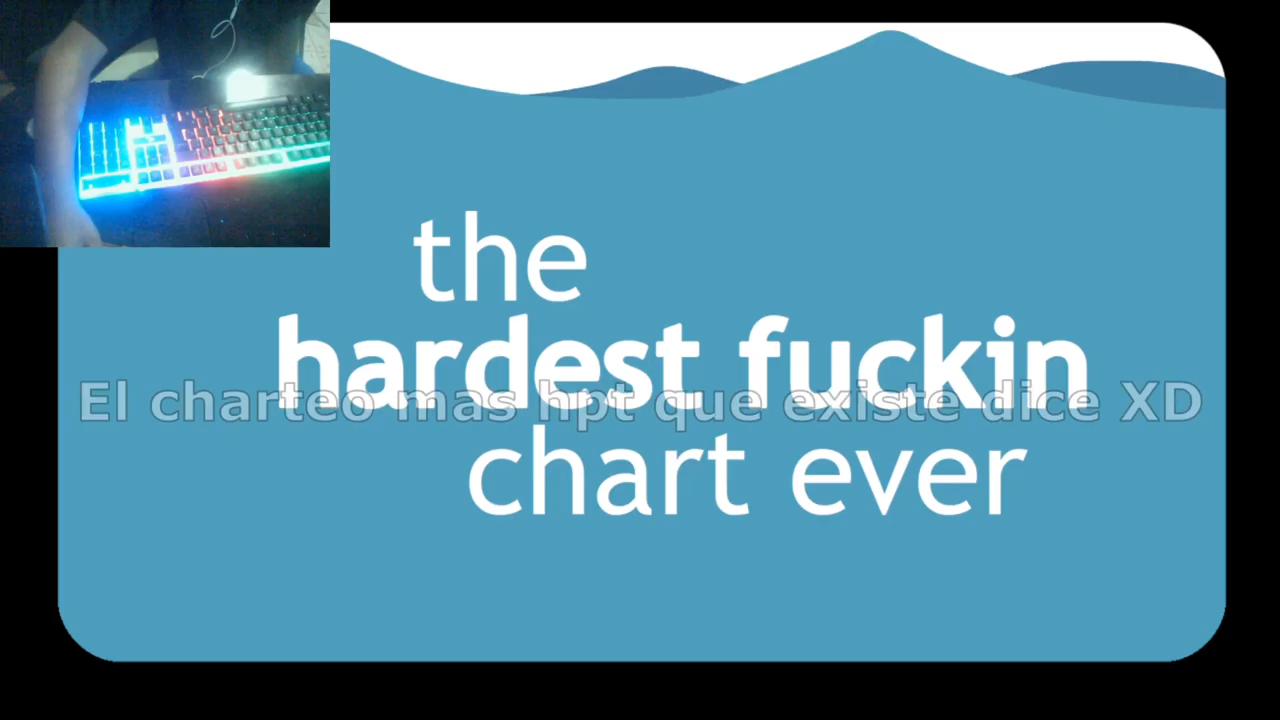 the
hardest fuckin
El charteo mas hpt que existe dice XD
chart ever